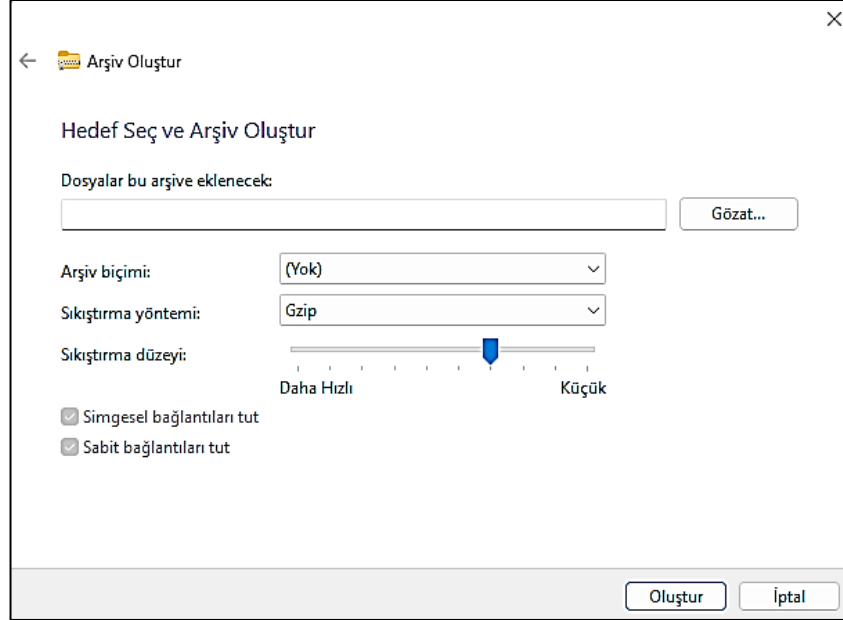 Arşiv Oluştur
Hedef Seç ve Arşiv Oluştur
Dosyalar bu arşive eklenecek:
Gözat...
Arşiv biçimi: (Yok)
Sıkıştırma yöntemi: Gzip
Sıkıştırma düzeyi:
Daha Hızlı Küçük
Simgesel bağlantıları tut
Sabit bağlantıları tut
Oluştur İptal